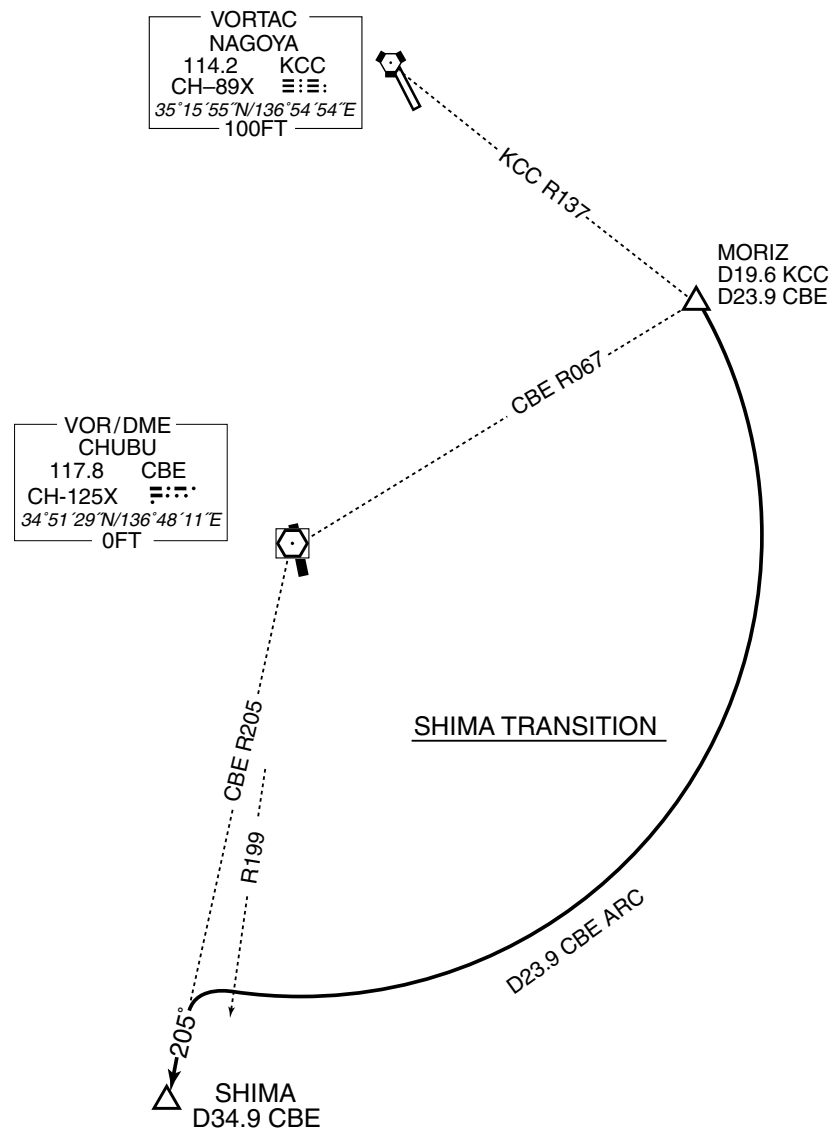 VORTAC
NAGOYA
114.2 KCC
CH–89X
35°15´55˝N/136°54´54˝E
100FT
KCC R137
MORIZ
D19.6 KCC
D23.9 CBE
CBE R067
VOR/DME
CHUBU
117.8 CBE
CH-125X
34°51´29˝N/136°48´11˝E
0FT
CBE R205
R199
SHIMA TRANSITION
D23.9 CBE ARC
205°
SHIMA
D34.9 CBE